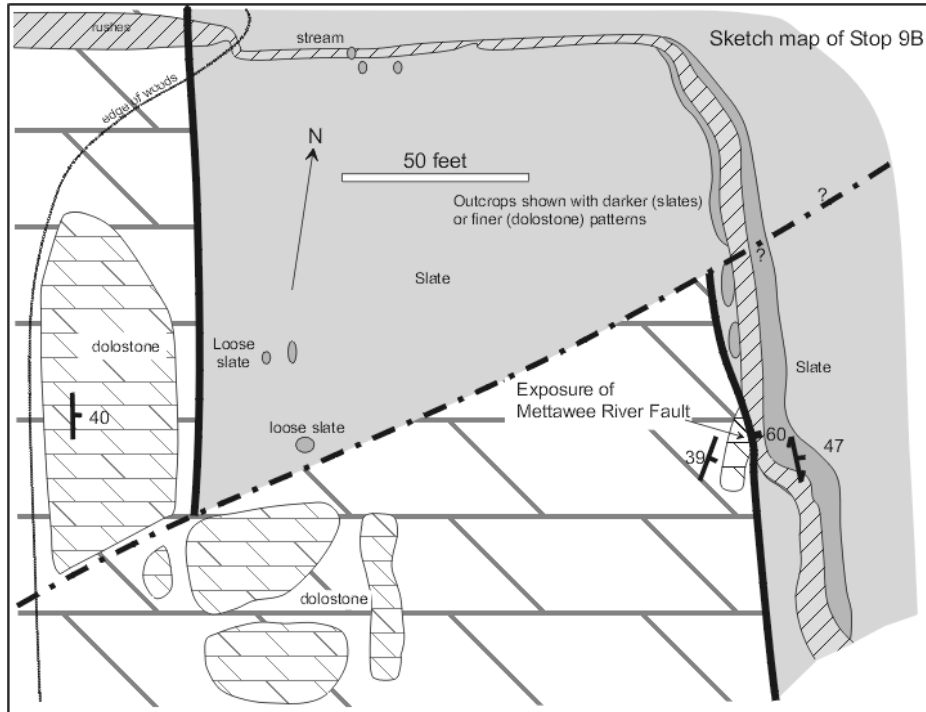 rushes
stream
Sketch map of Stop 9B
edge of woods
N
50 feet
Outcrops shown with darker (slates)
or finer (dolostone) patterns
?
?
Slate
Loose
slate
dolostone
Slate
Exposure of
Mettawee River Fault
40
loose slate
60
47
39
dolostone